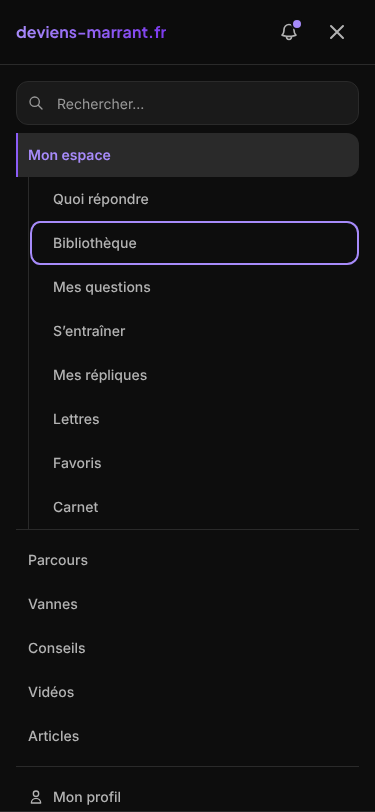 deviens-marrant.fr
Rechercher...
Mon espace
Quoi répondre
Bibliothèque
Mes questions
S’entraîner
Mes répliques
Lettres
Favoris
Carnet
Parcours
Vannes
Conseils
Vidéos
Articles
Mon profil